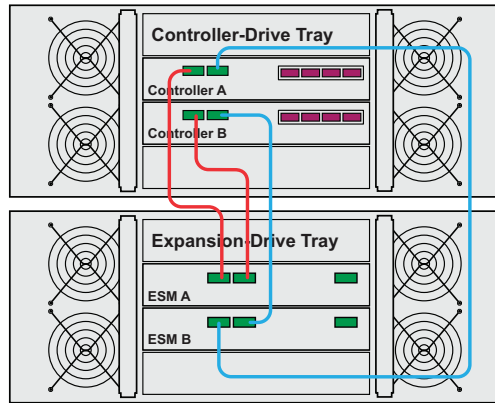 Controller-Drive Tray
Controller A
Controller B
Expansion-Drive Tray
ESM A
ESM B